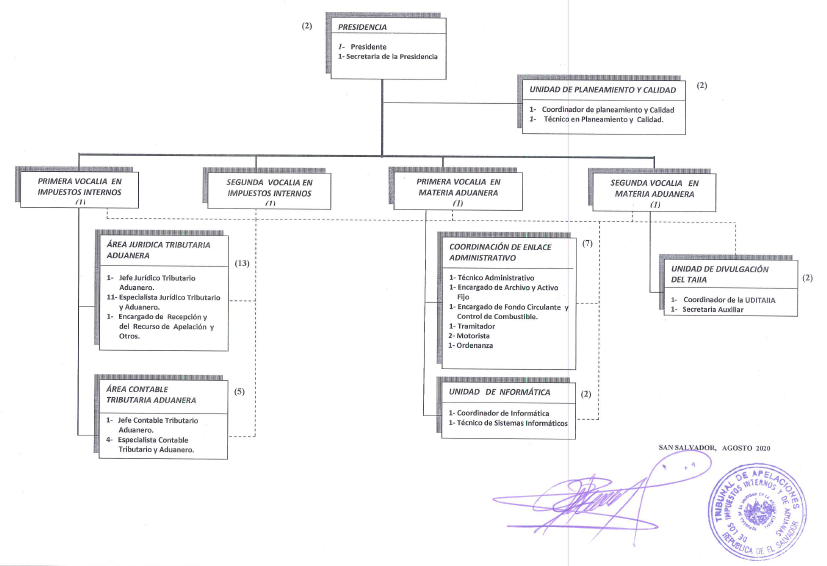 (2)
PRESIDENCIA
1- Presidente
1- Secretaria de la Presidencia
UNIDAD DE PLANEAMIENTO Y CALIDAD
(2)
1- Coordinador de planeamiento y Calidad
1- Técnico en Planeamiento y Calidad.
PRIMERA VOCALIA EN
IMPUESTOS INTERNOS
(1)
SEGUNDA VOCALIA EN
IMPUESTOS INTERNOS
(1)
PRIMERA VOCALIA EN
MATERIA ADUANERA
(1)
SEGUNDA VOCALIA EN
MATERIA ADUANERA
(1)
ÁREA JURIDICA TRIBUTARIA
ADUANERA
(13)
1- Jefe Jurídico Tributario
Aduanero.
11- Especialista Jurídico Tributario
y Aduanero.
1- Encargado de Recepción y
del Recurso de Apelación y
Otros.
COORDINACIÓN DE ENLACE
ADMINISTRATIVO
(7)
1- Técnico Administrativo
1- Encargado de Archivo y Activo
Fijo
1- Encargado de Fondo Circulante y
Control de Combustible.
1- Tramitador
2- Motorista
1- Ordenanza
UNIDAD DE DIVULGACIÓN
DEL TAIIA
(2)
1- Coordinador de la UDITAIIA
1- Secretaria Auxiliar
ÁREA CONTABLE
TRIBUTARIA ADUANERA
(5)
1- Jefe Contable Tributario
Aduanero.
4- Especialista Contable
Tributario y Aduanero.
UNIDAD DE NFORMÁTICA
(2)
1- Coordinador de Informática
1- Técnico de Sistemas Informáticos
SAN SALVADOR, AGOSTO 2020
TRIBUNAL DE APELACIONES
DE LOS IMPUESTOS INTERNOS Y DE ADUANAS
REPUBLICA DE EL SALVADOR